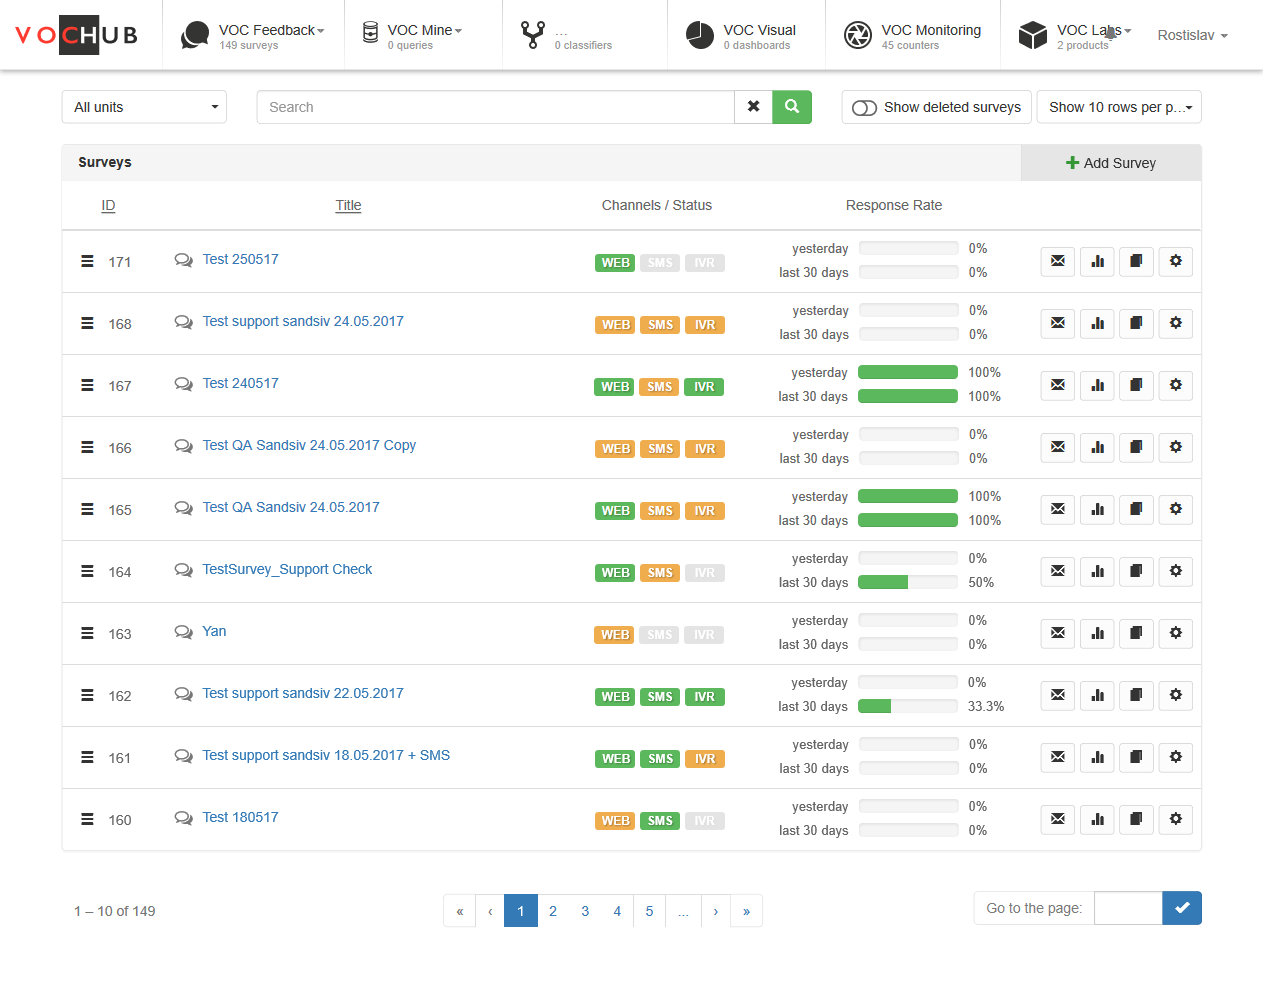 VOCHUB
VOC Feedback
149 surveys
VOC Mine
0 queries
...
0 classifiers
VOC Visual
0 dashboards
VOC Monitoring
45 counters
VOC Labs
2 products
Rostislav
All units
Search
Show deleted surveys
Show 10 rows per p...
Surveys
Add Survey
ID Title Channels / Status Response Rate
171 Test 250517 WEB SMS IVR
yesterday 0%
last 30 days 0%
168 Test support sandsiv 24.05.2017 WEB SMS IVR
yesterday 0%
last 30 days 0%
167 Test 240517 WEB SMS IVR
yesterday 100%
last 30 days 100%
166 Test QA Sandsiv 24.05.2017 Copy WEB SMS IVR
yesterday 0%
last 30 days 0%
165 Test QA Sandsiv 24.05.2017 WEB SMS IVR
yesterday 100%
last 30 days 100%
164 TestSurvey_Support Check WEB SMS IVR
yesterday 0%
last 30 days 50%
163 Yan WEB SMS IVR
yesterday 0%
last 30 days 0%
162 Test support sandsiv 22.05.2017 WEB SMS IVR
yesterday 0%
last 30 days 33.3%
161 Test support sandsiv 18.05.2017 + SMS WEB SMS IVR
yesterday 0%
last 30 days 0%
160 Test 180517 WEB SMS IVR
yesterday 0%
last 30 days 0%
1 – 10 of 149
« ‹ 1 2 3 4 5 ... › »
Go to the page: